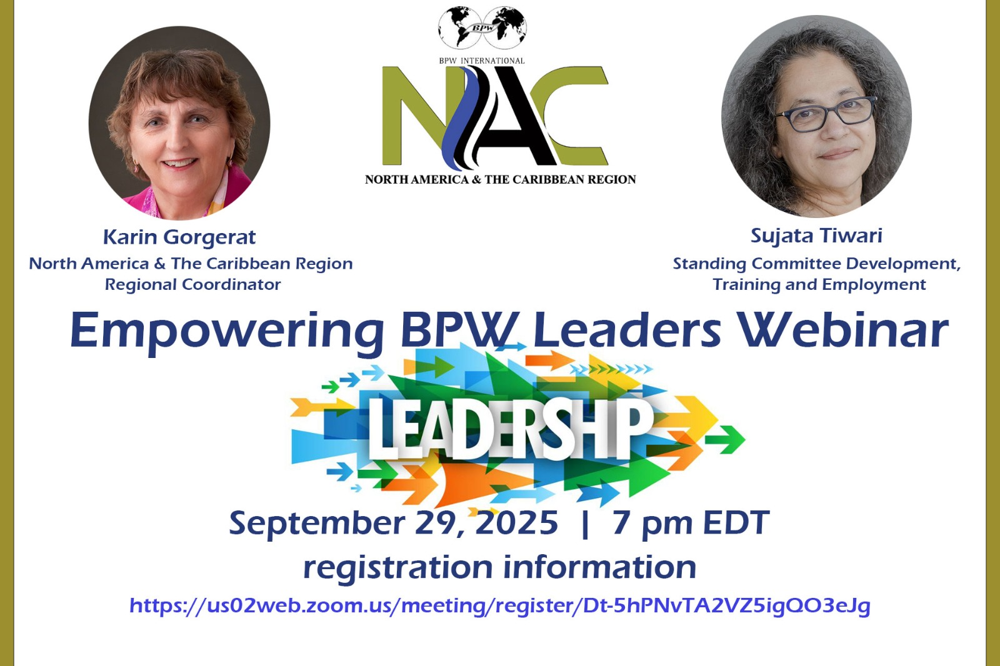 BPW
BPW INTERNATIONAL
NAC
NORTH AMERICA & THE CARIBBEAN REGION
Karin Gorgerat
North America & The Caribbean Region
Regional Coordinator
Sujata Tiwari
Standing Committee Development,
Training and Employment
Empowering BPW Leaders Webinar
LEADERSHIP
September 29, 2025 | 7 pm EDT
registration information
https://us02web.zoom.us/meeting/register/Dt-5hPNvTA2VZ5igQO3eJg